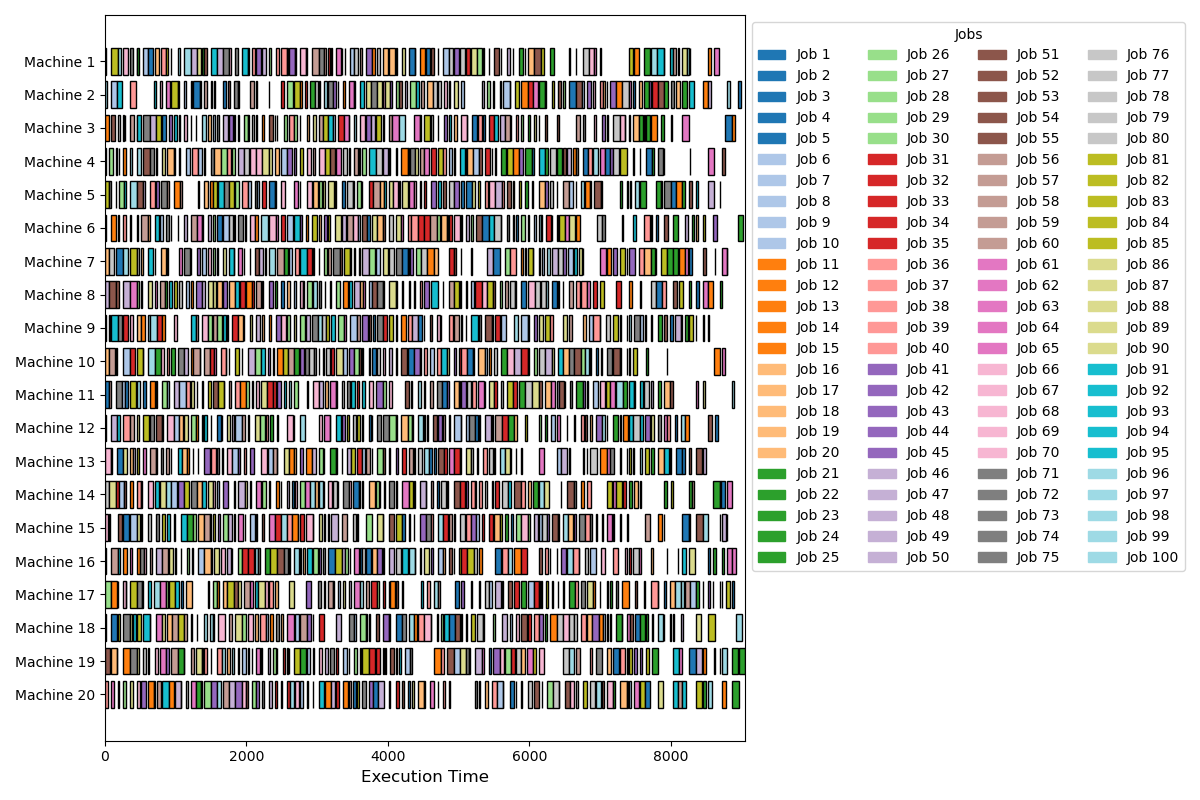 Machine 1
Machine 2
Machine 3
Machine 4
Machine 5
Machine 6
Machine 7
Machine 8
Machine 9
Machine 10
Machine 11
Machine 12
Machine 13
Machine 14
Machine 15
Machine 16
Machine 17
Machine 18
Machine 19
Machine 20
0 2000 4000 6000 8000
Execution Time
Jobs
Job 1 Job 26 Job 51 Job 76
Job 2 Job 27 Job 52 Job 77
Job 3 Job 28 Job 53 Job 78
Job 4 Job 29 Job 54 Job 79
Job 5 Job 30 Job 55 Job 80
Job 6 Job 31 Job 56 Job 81
Job 7 Job 32 Job 57 Job 82
Job 8 Job 33 Job 58 Job 83
Job 9 Job 34 Job 59 Job 84
Job 10 Job 35 Job 60 Job 85
Job 11 Job 36 Job 61 Job 86
Job 12 Job 37 Job 62 Job 87
Job 13 Job 38 Job 63 Job 88
Job 14 Job 39 Job 64 Job 89
Job 15 Job 40 Job 65 Job 90
Job 16 Job 41 Job 66 Job 91
Job 17 Job 42 Job 67 Job 92
Job 18 Job 43 Job 68 Job 93
Job 19 Job 44 Job 69 Job 94
Job 20 Job 45 Job 70 Job 95
Job 21 Job 46 Job 71 Job 96
Job 22 Job 47 Job 72 Job 97
Job 23 Job 48 Job 73 Job 98
Job 24 Job 49 Job 74 Job 99
Job 25 Job 50 Job 75 Job 100